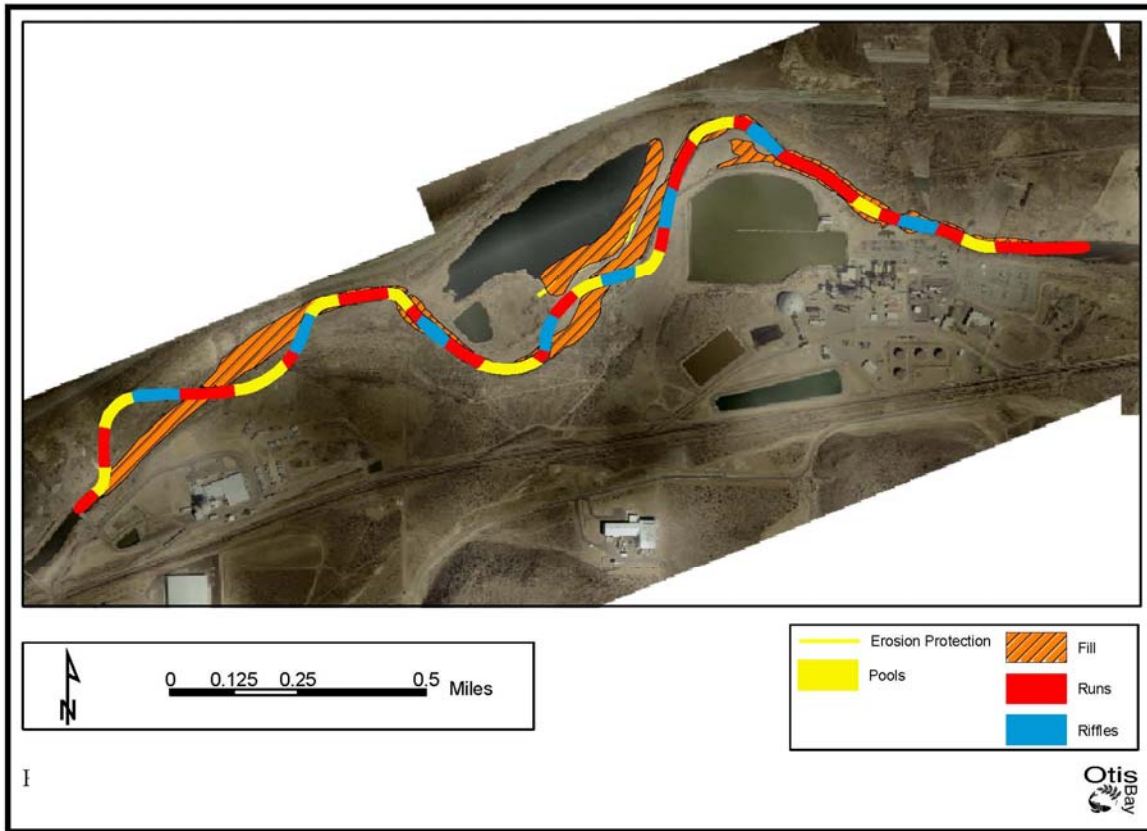 Erosion Protection
Pools
Fill
Runs
Riffles
N
0 0.125 0.25 0.5 Miles
Otis
Bay